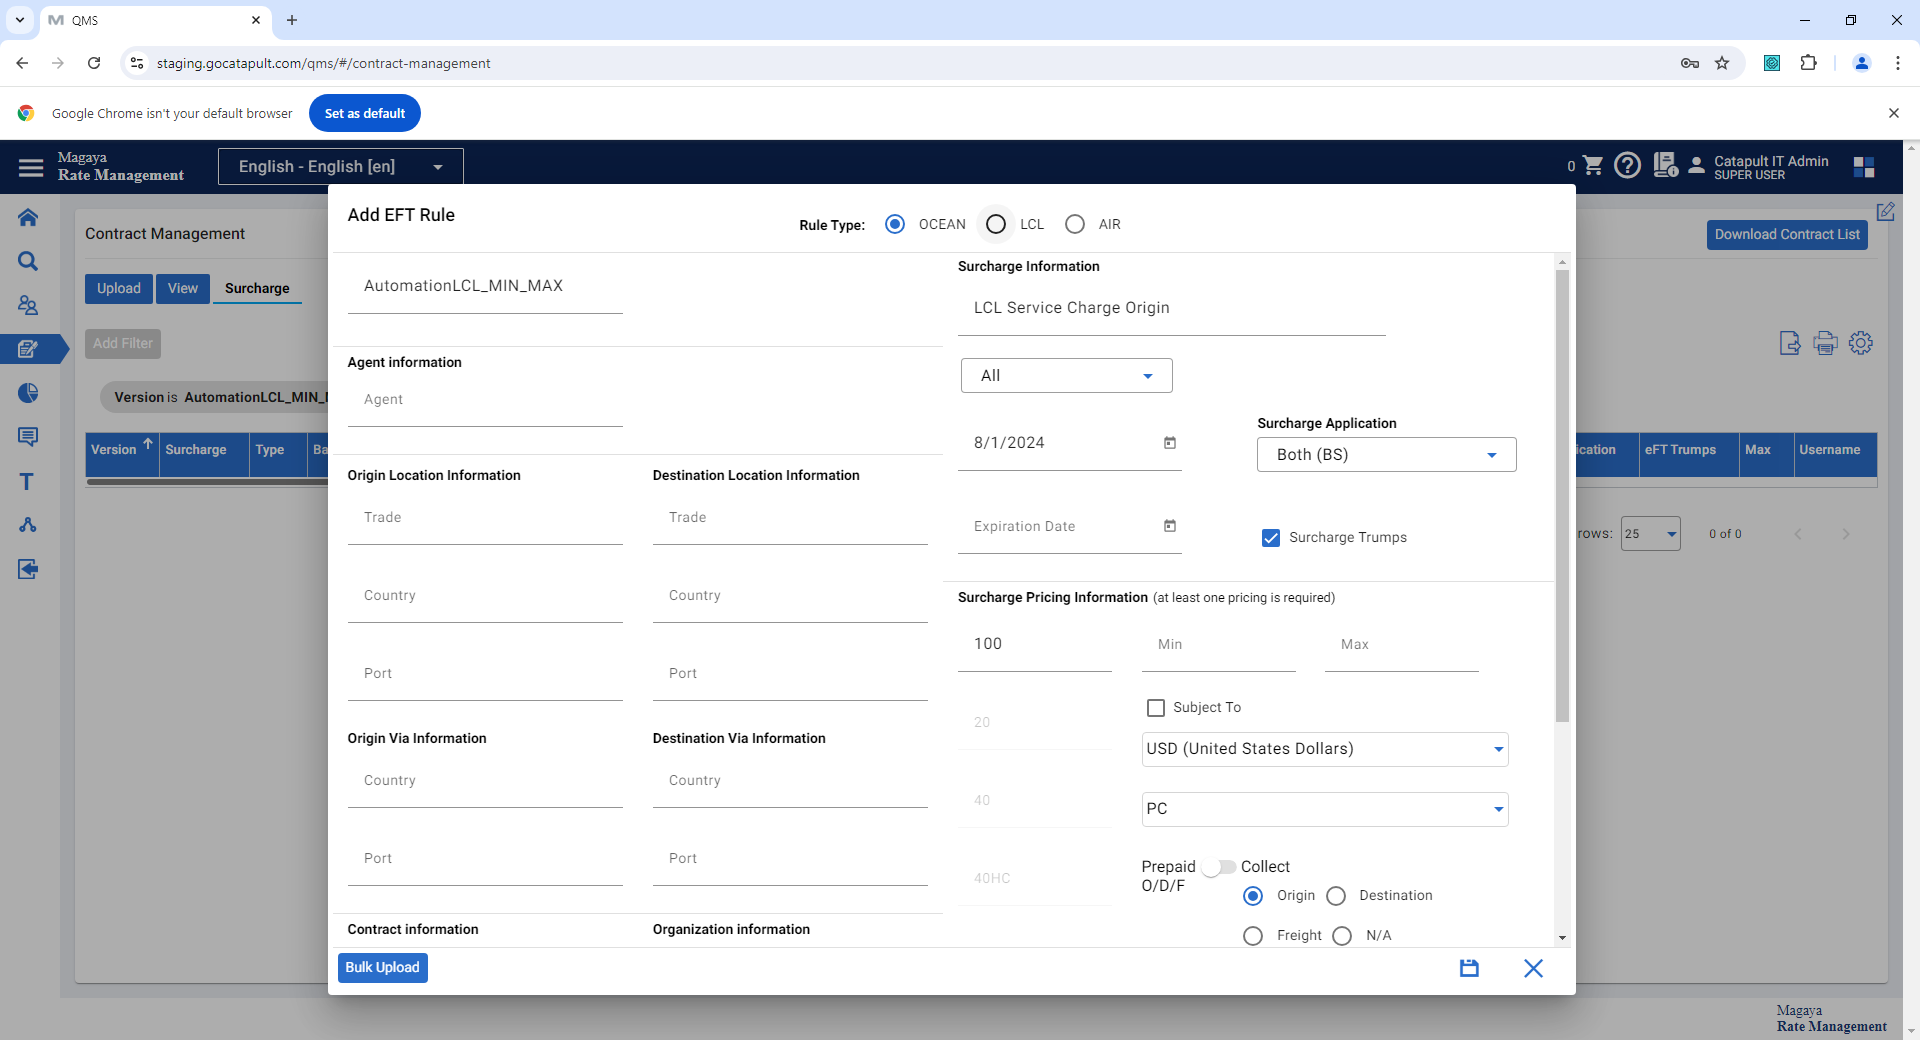 QMS
staging.gocatapult.com/qms/#/contract-management
Google Chrome isn't your default browser
Set as default
Magaya
Rate Management
English - English [en]
0
Catapult IT Admin
SUPER USER
Contract Management
Download Contract List
Upload
View
Surcharge
Add Filter
Version is AutomationLCL_MIN_M
Version
Surcharge
Type
Ba
ication
eFT Trumps
Max
Username
rows:
25
0 of 0
Add EFT Rule
Rule Type:
OCEAN
LCL
AIR
AutomationLCL_MIN_MAX
Agent information
Agent
Origin Location Information
Destination Location Information
Trade
Trade
Country
Country
Port
Port
Origin Via Information
Destination Via Information
Country
Country
Port
Port
Contract information
Organization information
Surcharge Information
LCL Service Charge Origin
All
8/1/2024
Surcharge Application
Both (BS)
Expiration Date
Surcharge Trumps
Surcharge Pricing Information (at least one pricing is required)
100
Min
Max
20
Subject To
USD (United States Dollars)
40
PC
40HC
Prepaid
Collect
O/D/F
Origin
Destination
Freight
N/A
Bulk Upload
Magaya
Rate Management